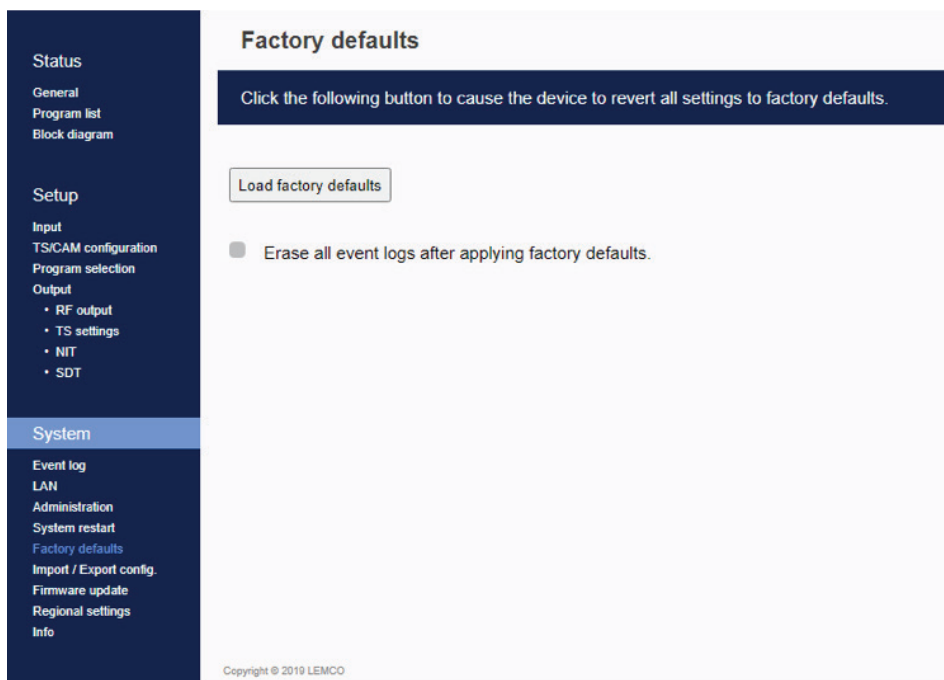 Status
General
Program list
Block diagram
Setup
Input
TS/CAM configuration
Program selection
Output
• RF output
• TS settings
• NIT
• SDT
System
Event log
LAN
Administration
System restart
Factory defaults
Import / Export config.
Firmware update
Regional settings
Info
Factory defaults
Click the following button to cause the device to revert all settings to factory defaults.
Load factory defaults
Erase all event logs after applying factory defaults.
Copyright © 2019 LEMCO